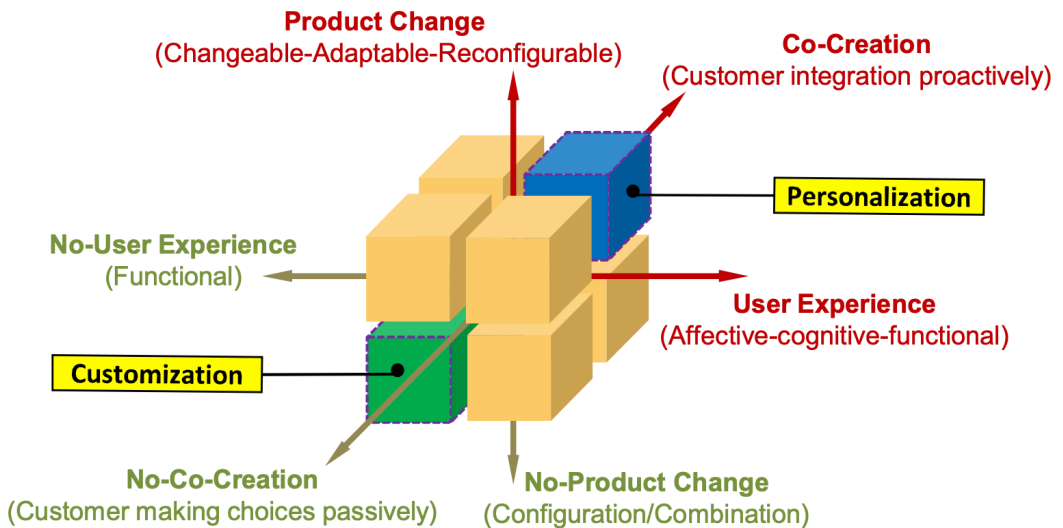 Product Change
(Changeable-Adaptable-Reconfigurable)
Co-Creation
(Customer integration proactively)
Personalization
No-User Experience
(Functional)
User Experience
(Affective-cognitive-functional)
Customization
No-Co-Creation
(Customer making choices passively)
No-Product Change
(Configuration/Combination)